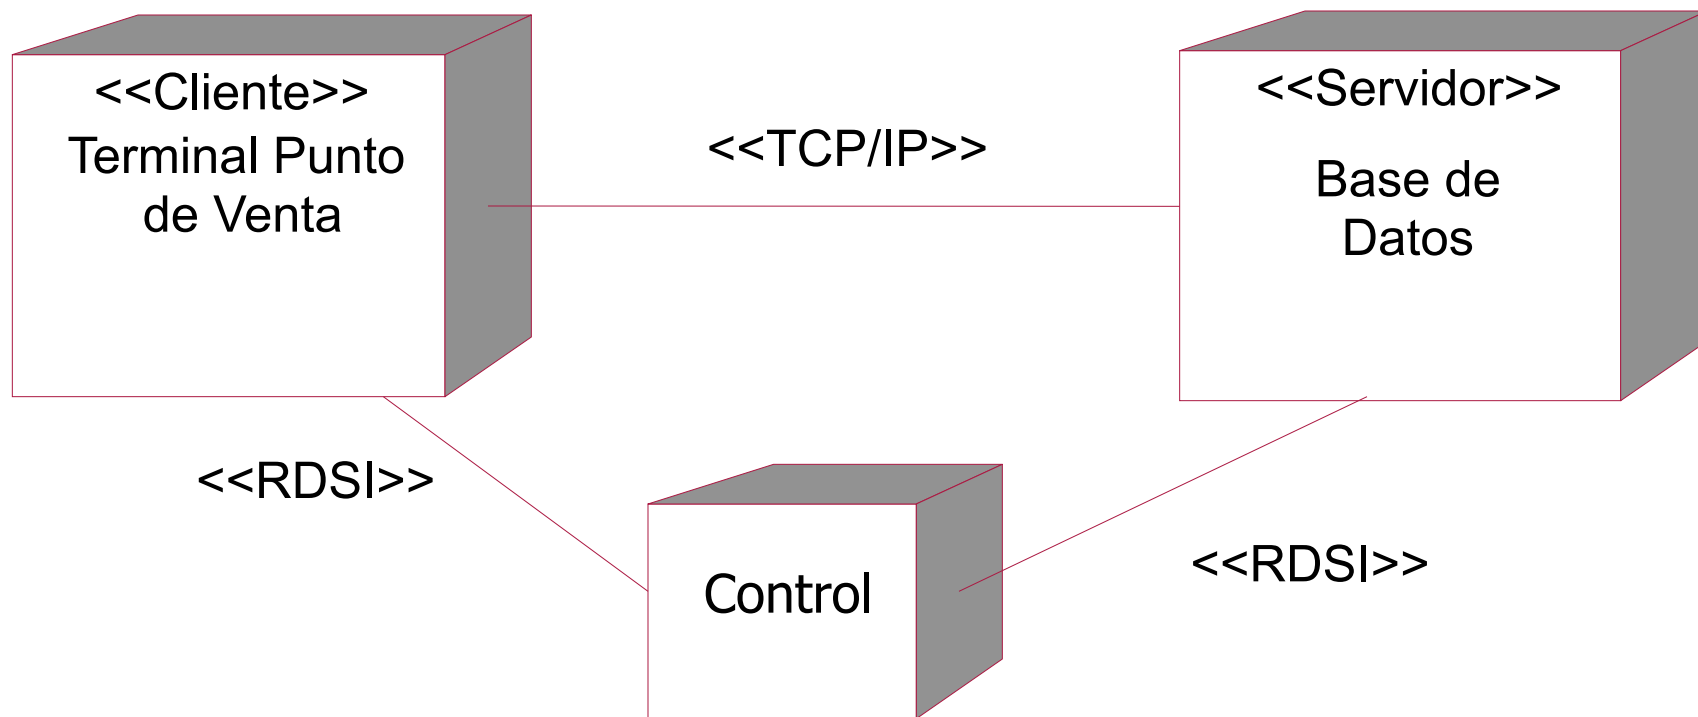 <<Cliente>>
Terminal Punto
de Venta
<<TCP/IP>>
<<Servidor>>
Base de
Datos
<<RDSI>>
Control
<<RDSI>>